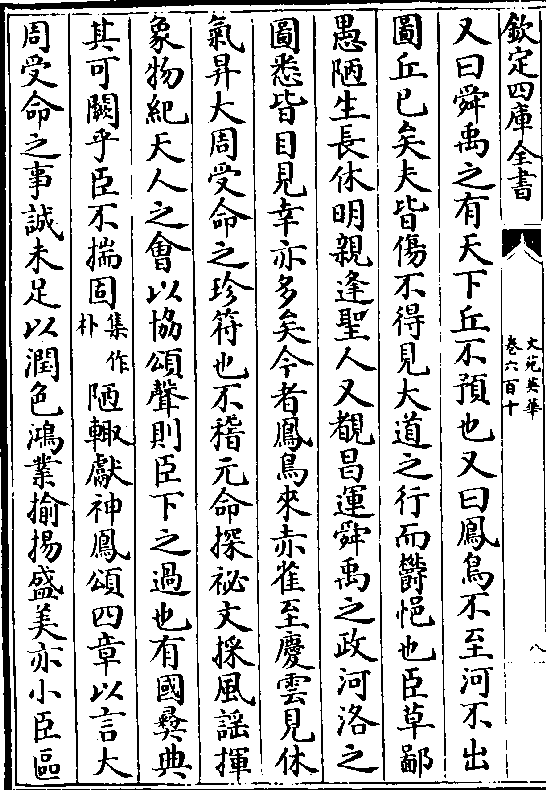 欽定四庫全書
文苑英華
卷六百十
八
又曰舜禹之有天下丘不預也又曰鳳鳥不至河不出
圖丘已矣夫皆傷不得見大道之行而鬱悒也臣草鄙
愚陋生長休明親逢聖人又覩昌運舜禹之政河洛之
圖悉皆目見幸亦多矣今者鳳鳥來赤雀至慶雲見休
氣昇大周受命之珍符也不稽元命探祕文採風謡揮
象物紀天人之會以協頌聲則臣下之過也有國彛典
其可闕乎臣不揣固集作朴陋輙獻神鳳頌四章以言大
周受命之事誠未足以潤色鴻業揄揚盛美亦小臣區